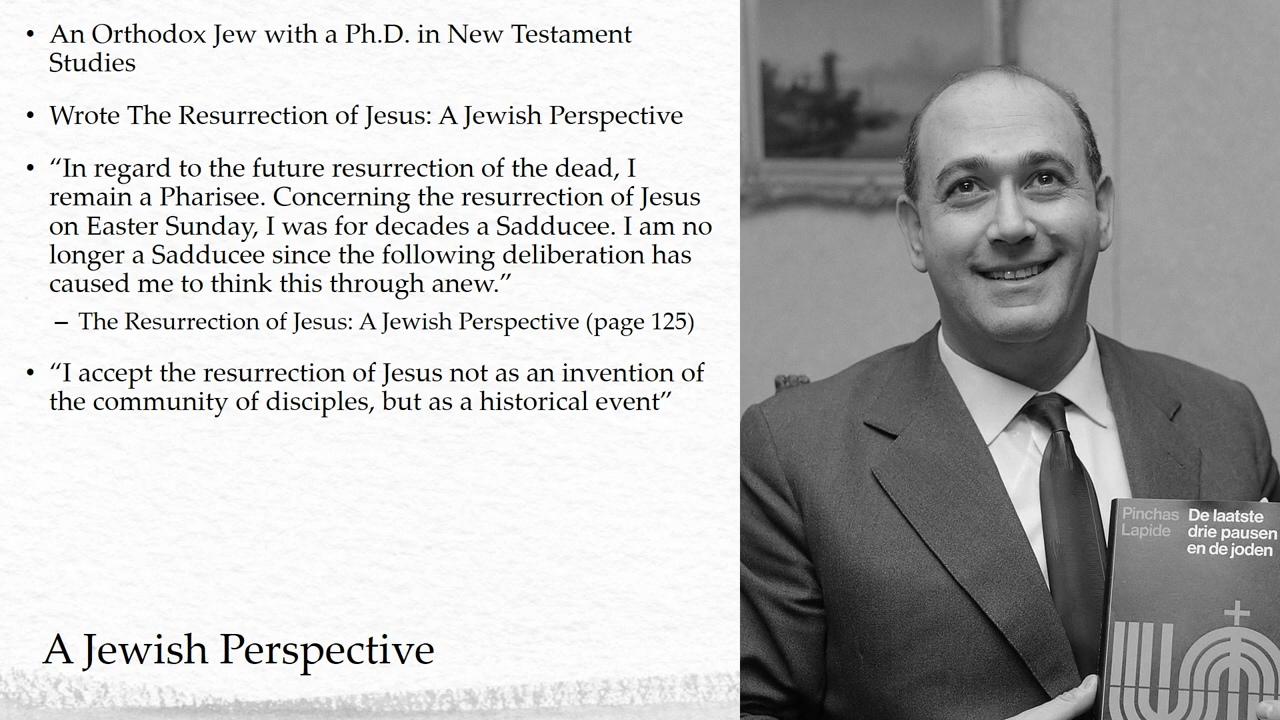 • An Orthodox Jew with a Ph.D. in New Testament
Studies
• Wrote The Resurrection of Jesus: A Jewish Perspective
• “In regard to the future resurrection of the dead, I
remain a Pharisee. Concerning the resurrection of Jesus
on Easter Sunday, I was for decades a Sadducee. I am no
longer a Sadducee since the following deliberation has
caused me to think this through anew.”
– The Resurrection of Jesus: A Jewish Perspective (page 125)
• “I accept the resurrection of Jesus not as an invention of
the community of disciples, but as a historical event”
A Jewish Perspective
Pinchas
Lapide
De laatste
drie pausen
en de joden